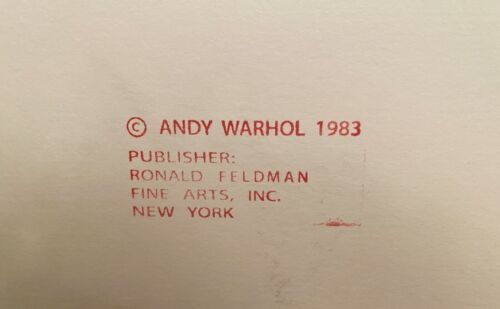 © ANDY WARHOL 1983
PUBLISHER:
RONALD FELDMAN
FINE ARTS, INC.
NEW YORK